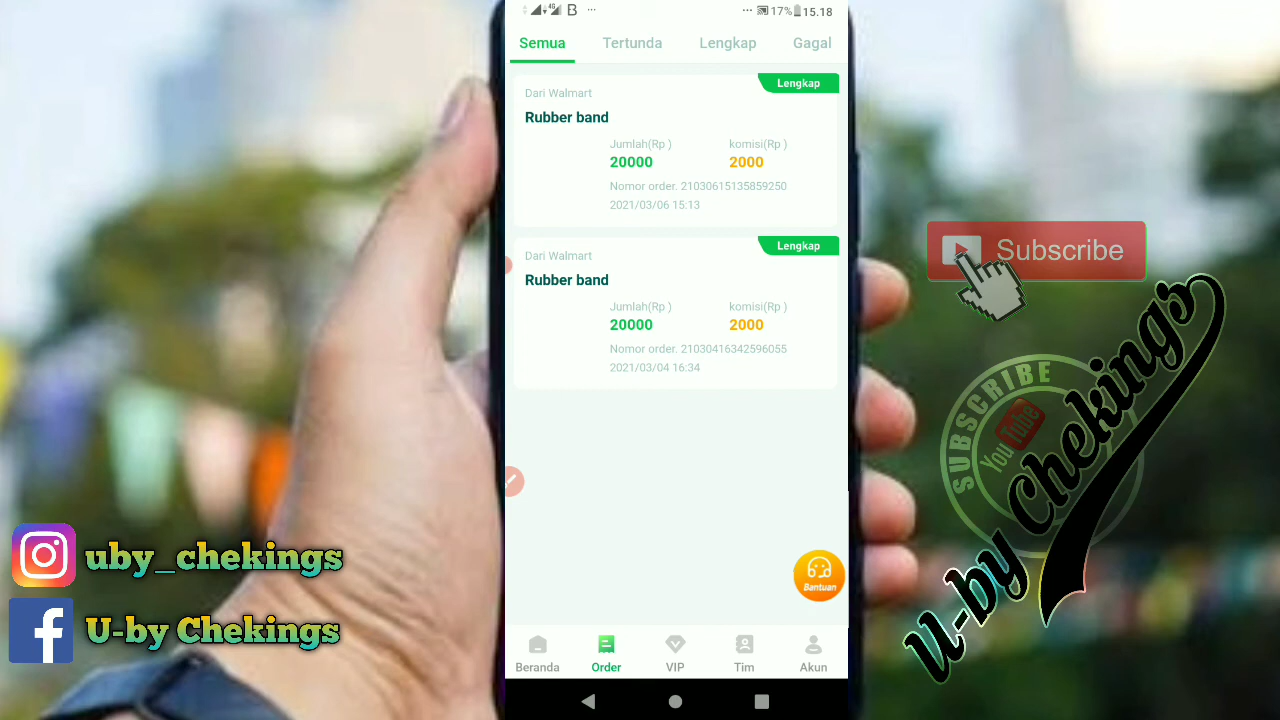 4G B ... ... 17% 15.18
Semua Tertunda Lengkap Gagal
Lengkap
Dari Walmart
Rubber band
Jumlah(Rp ) komisi(Rp )
20000 2000
Nomor order. 21030615135859250
2021/03/06 15:13
Lengkap
Dari Walmart
Rubber band
Jumlah(Rp ) komisi(Rp )
20000 2000
Nomor order. 21030416342596055
2021/03/04 16:34
Bantuan
Beranda Order VIP Tim Akun
Subscribe
SUBSCRIBE
YouTube
U-by Chekings
uby_chekings
U-by Chekings